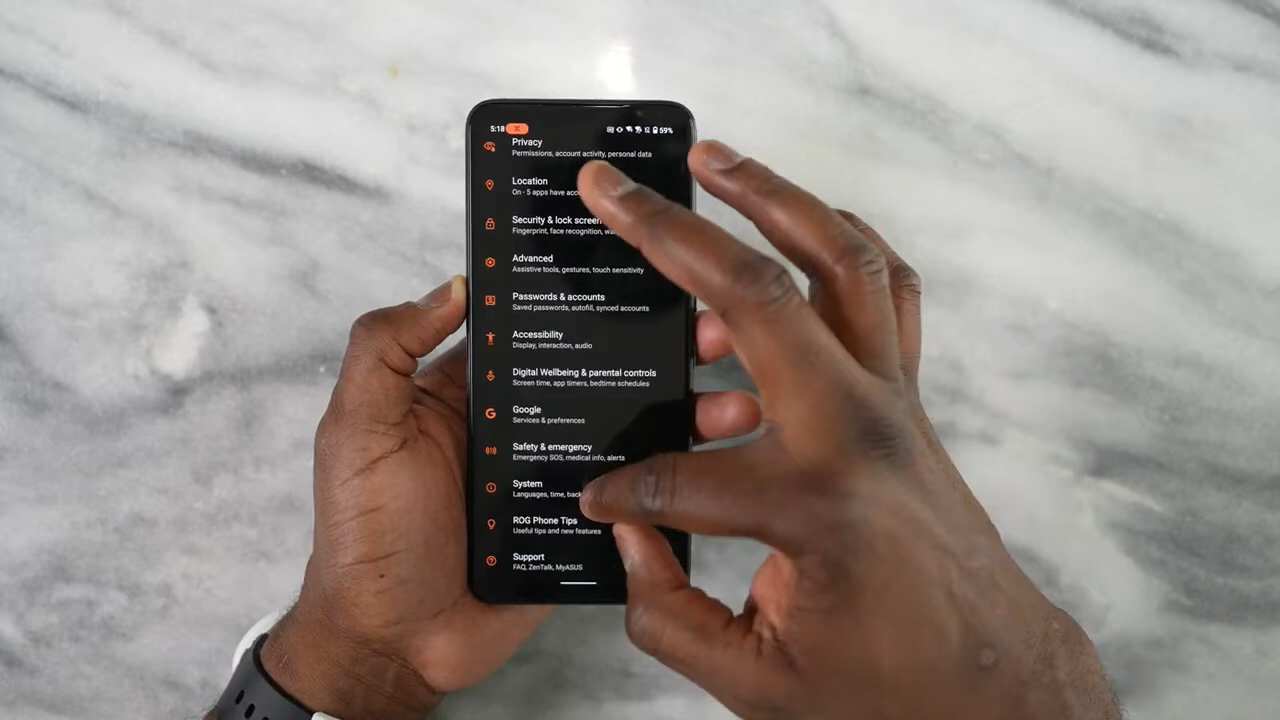 5:18 59%
Privacy
Permissions, account activity, personal data
Location
On - 5 apps have
Security & lock screen
Fingerprint, face recognition,
Advanced
Assistive tools, gestures, touch sensitivity
Passwords & accounts
Saved passwords, autofill, synced accounts
Accessibility
Display, interaction, audio
Digital Wellbeing & parental controls
Screen time, app timers, bedtime schedules
Google
Services & preferences
Safety & emergency
Emergency SOS, medical info, alerts
System
Languages, time,
ROG Phone Tips
Useful tips and new features
Support
FAQ, ZenTalk, MyASUS